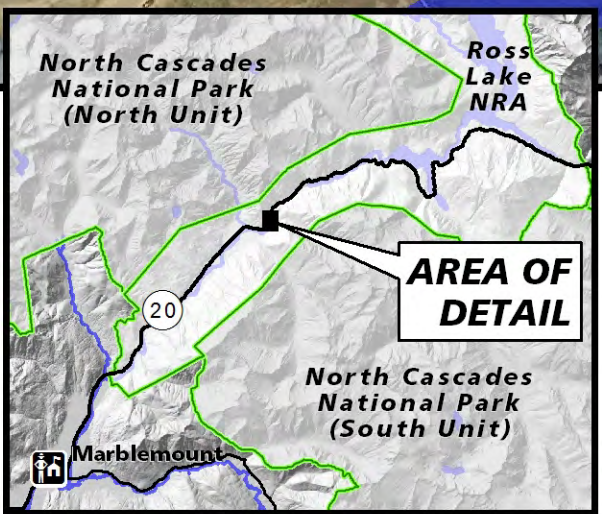 North Cascades
National Park
(North Unit)
Ross
Lake
NRA
AREA OF
DETAIL
20
North Cascades
National Park
(South Unit)
Marblemount